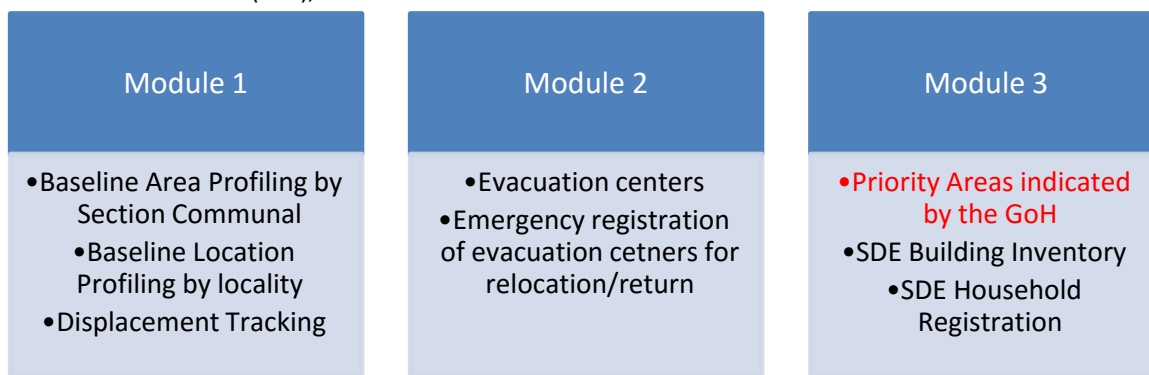 Module 1
•Baseline Area Profiling by
Section Communal
•Baseline Location
Profiling by locality
•Displacement Tracking
Module 2
•Evacuation centers
•Emergency registration
of evacuation cetners for
relocation/return
Module 3
•Priority Areas indicated
by the GoH
•SDE Building Inventory
•SDE Household
Registration